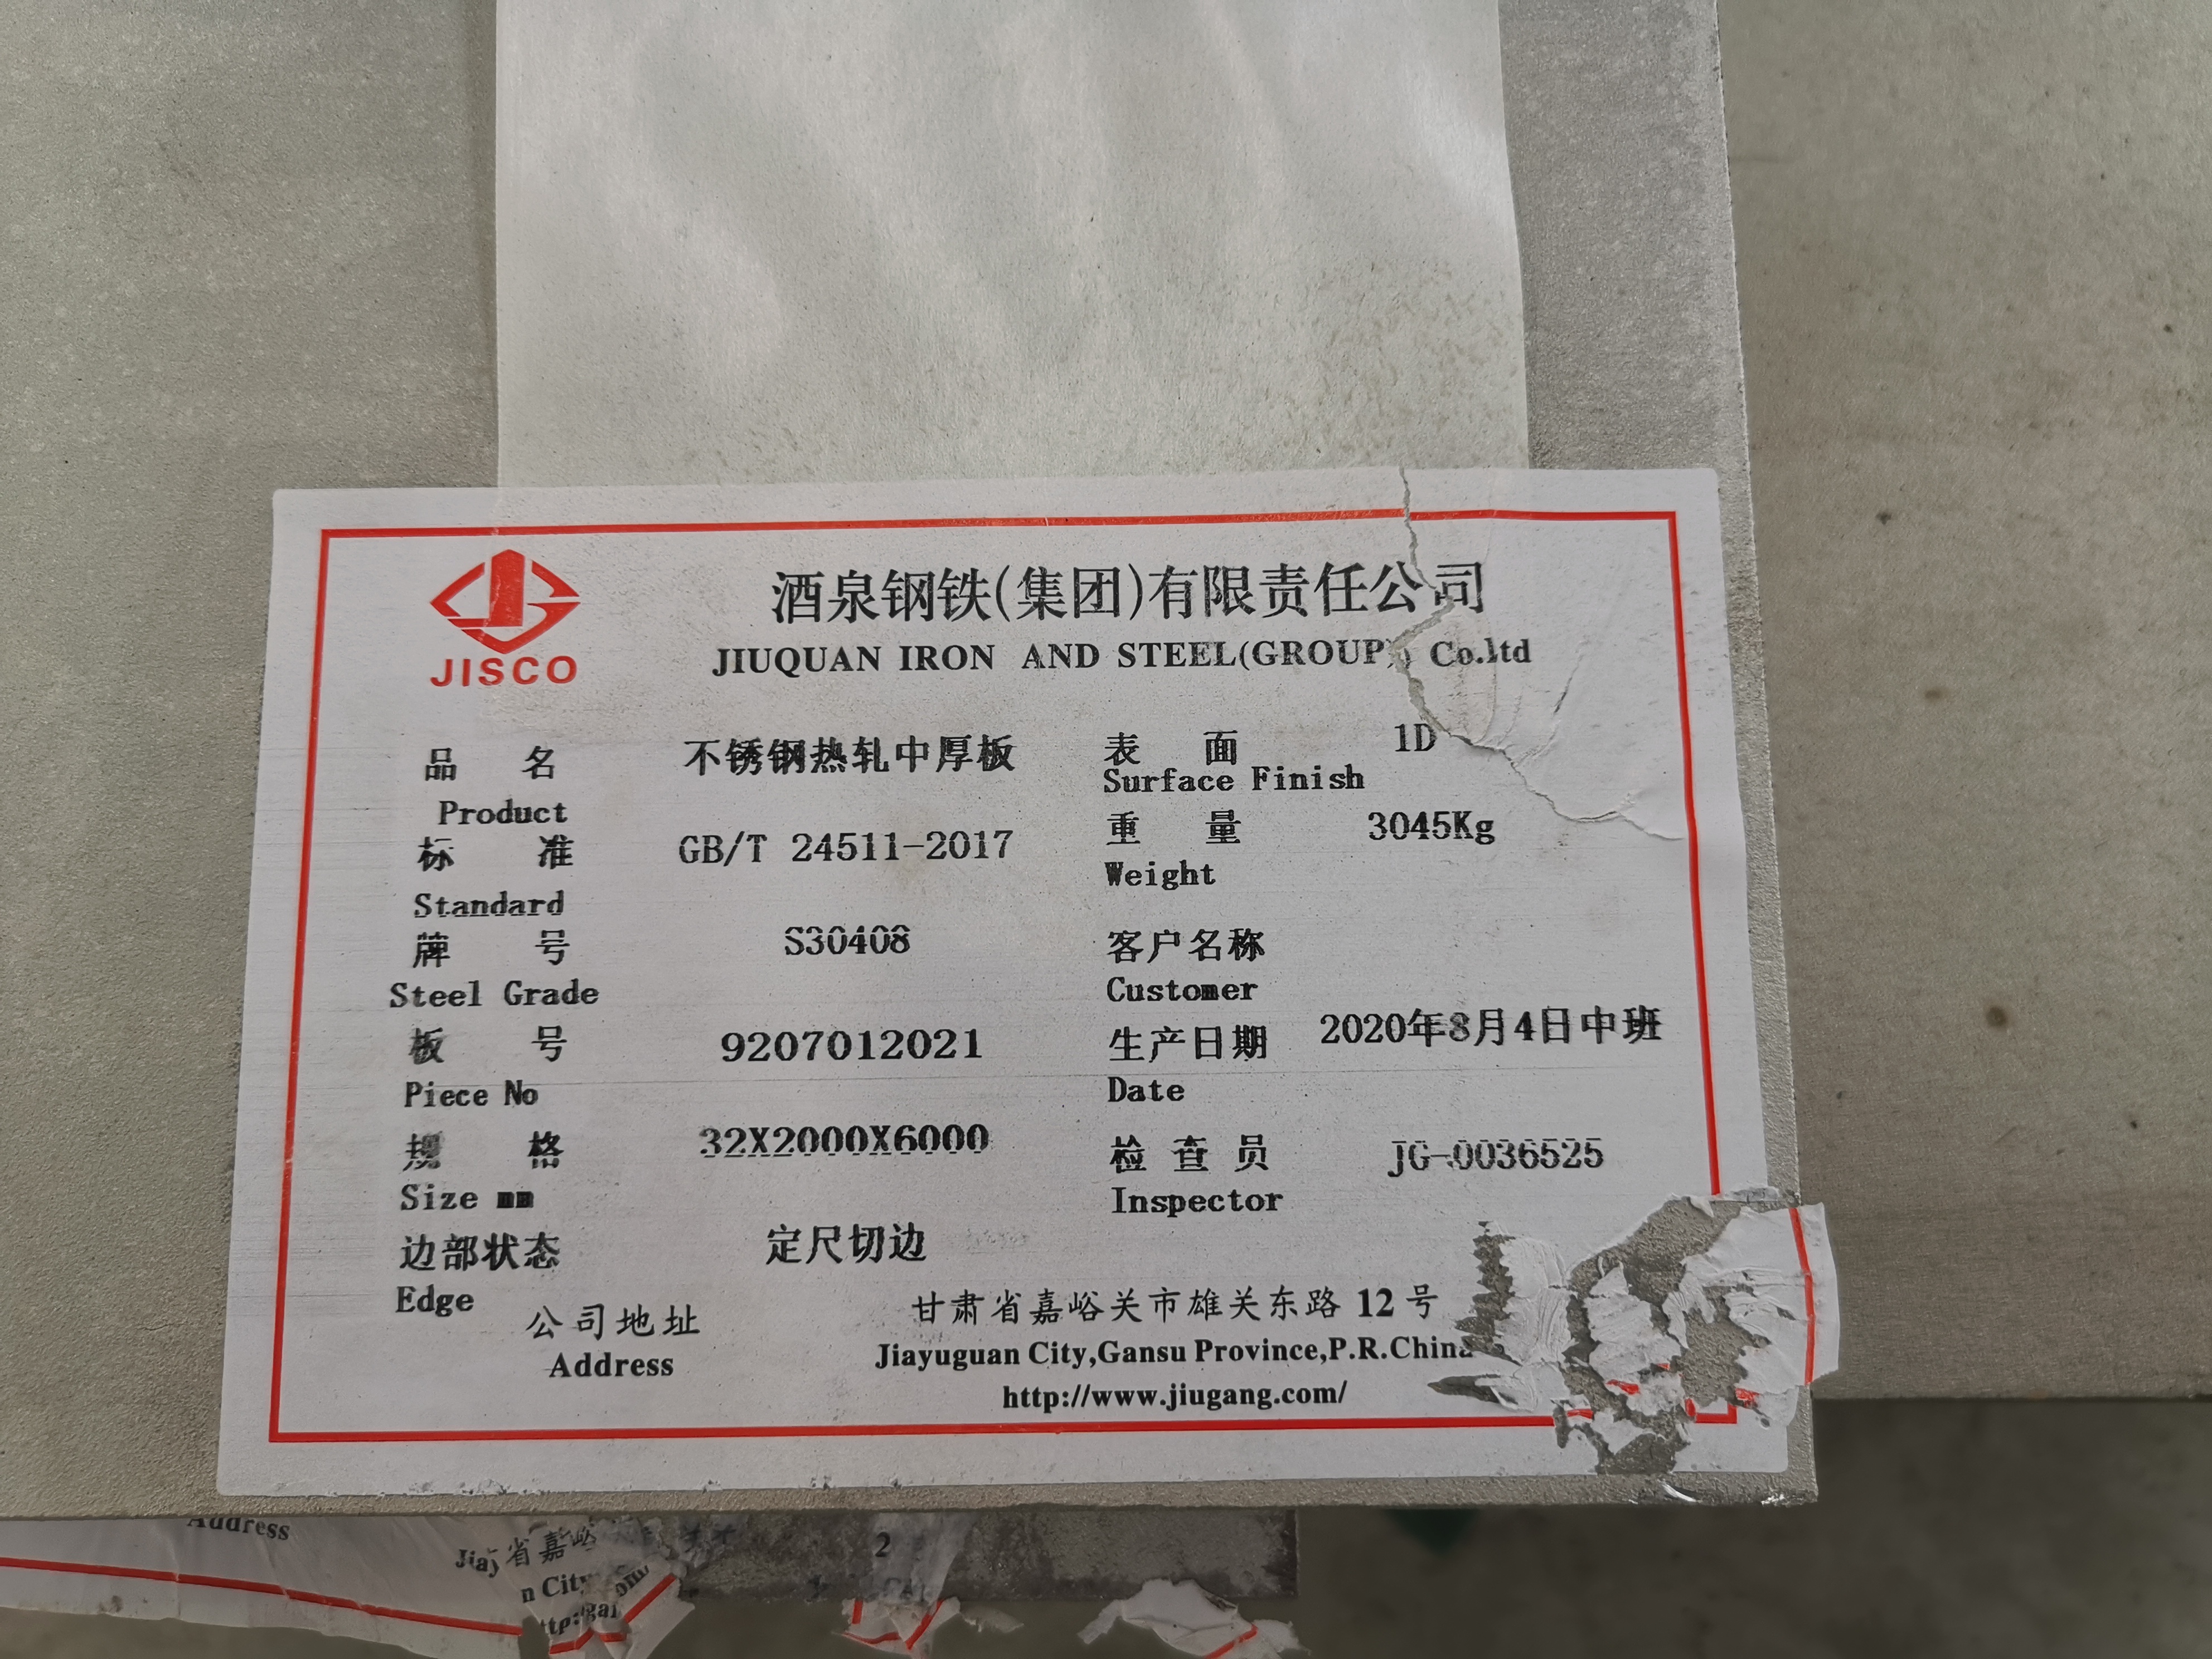 酒泉钢铁(集团)有限责任公司
JISCO
JIUQUAN IRON AND STEEL(GROUP) Co.ltd
品 名 不锈钢热轧中厚板 表 面 1D
Product Surface Finish
标 准 GB/T 24511-2017 重 量 3045Kg
Standard Weight
牌 号 S30408 客户名称
Steel Grade Customer
板 号 9207012021 生产日期 2020年8月4日中班
Piece No Date
规 格 32X2000X6000 检 查 员 JG-0036525
Size mm Inspector
边部状态 定尺切边
Edge
公司地址 甘肃省嘉峪关市雄关东路 12 号
Address Jiayuguan City,Gansu Province,P.R.China
http://www.jiugang.com/
Address
省嘉峪
n City
2